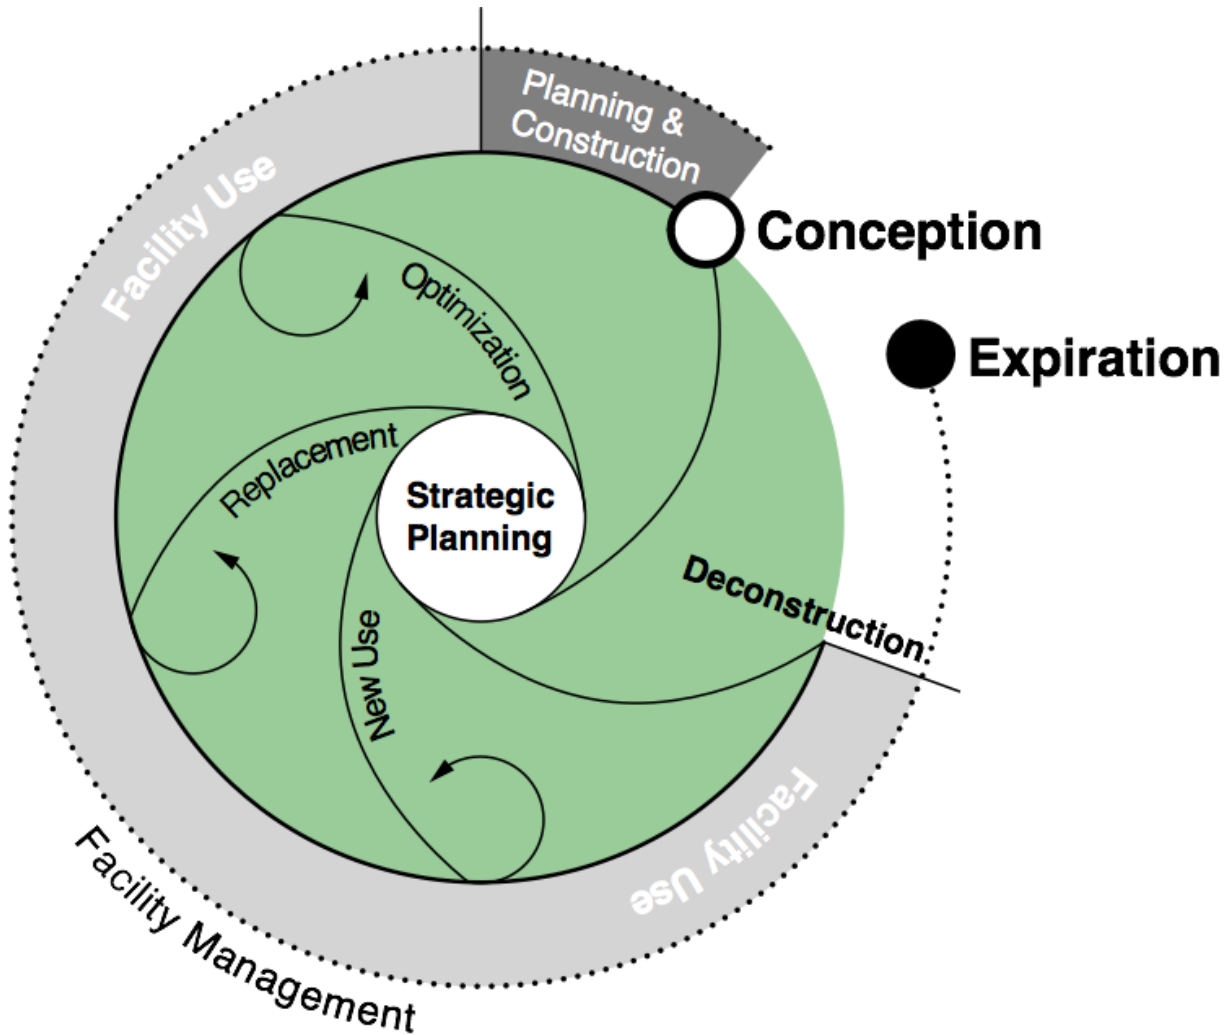 Planning &
Construction
Conception
Facility Use
Optimization
Expiration
Replacement
Strategic
Planning
Deconstruction
New Use
Facility Use
Facility Management